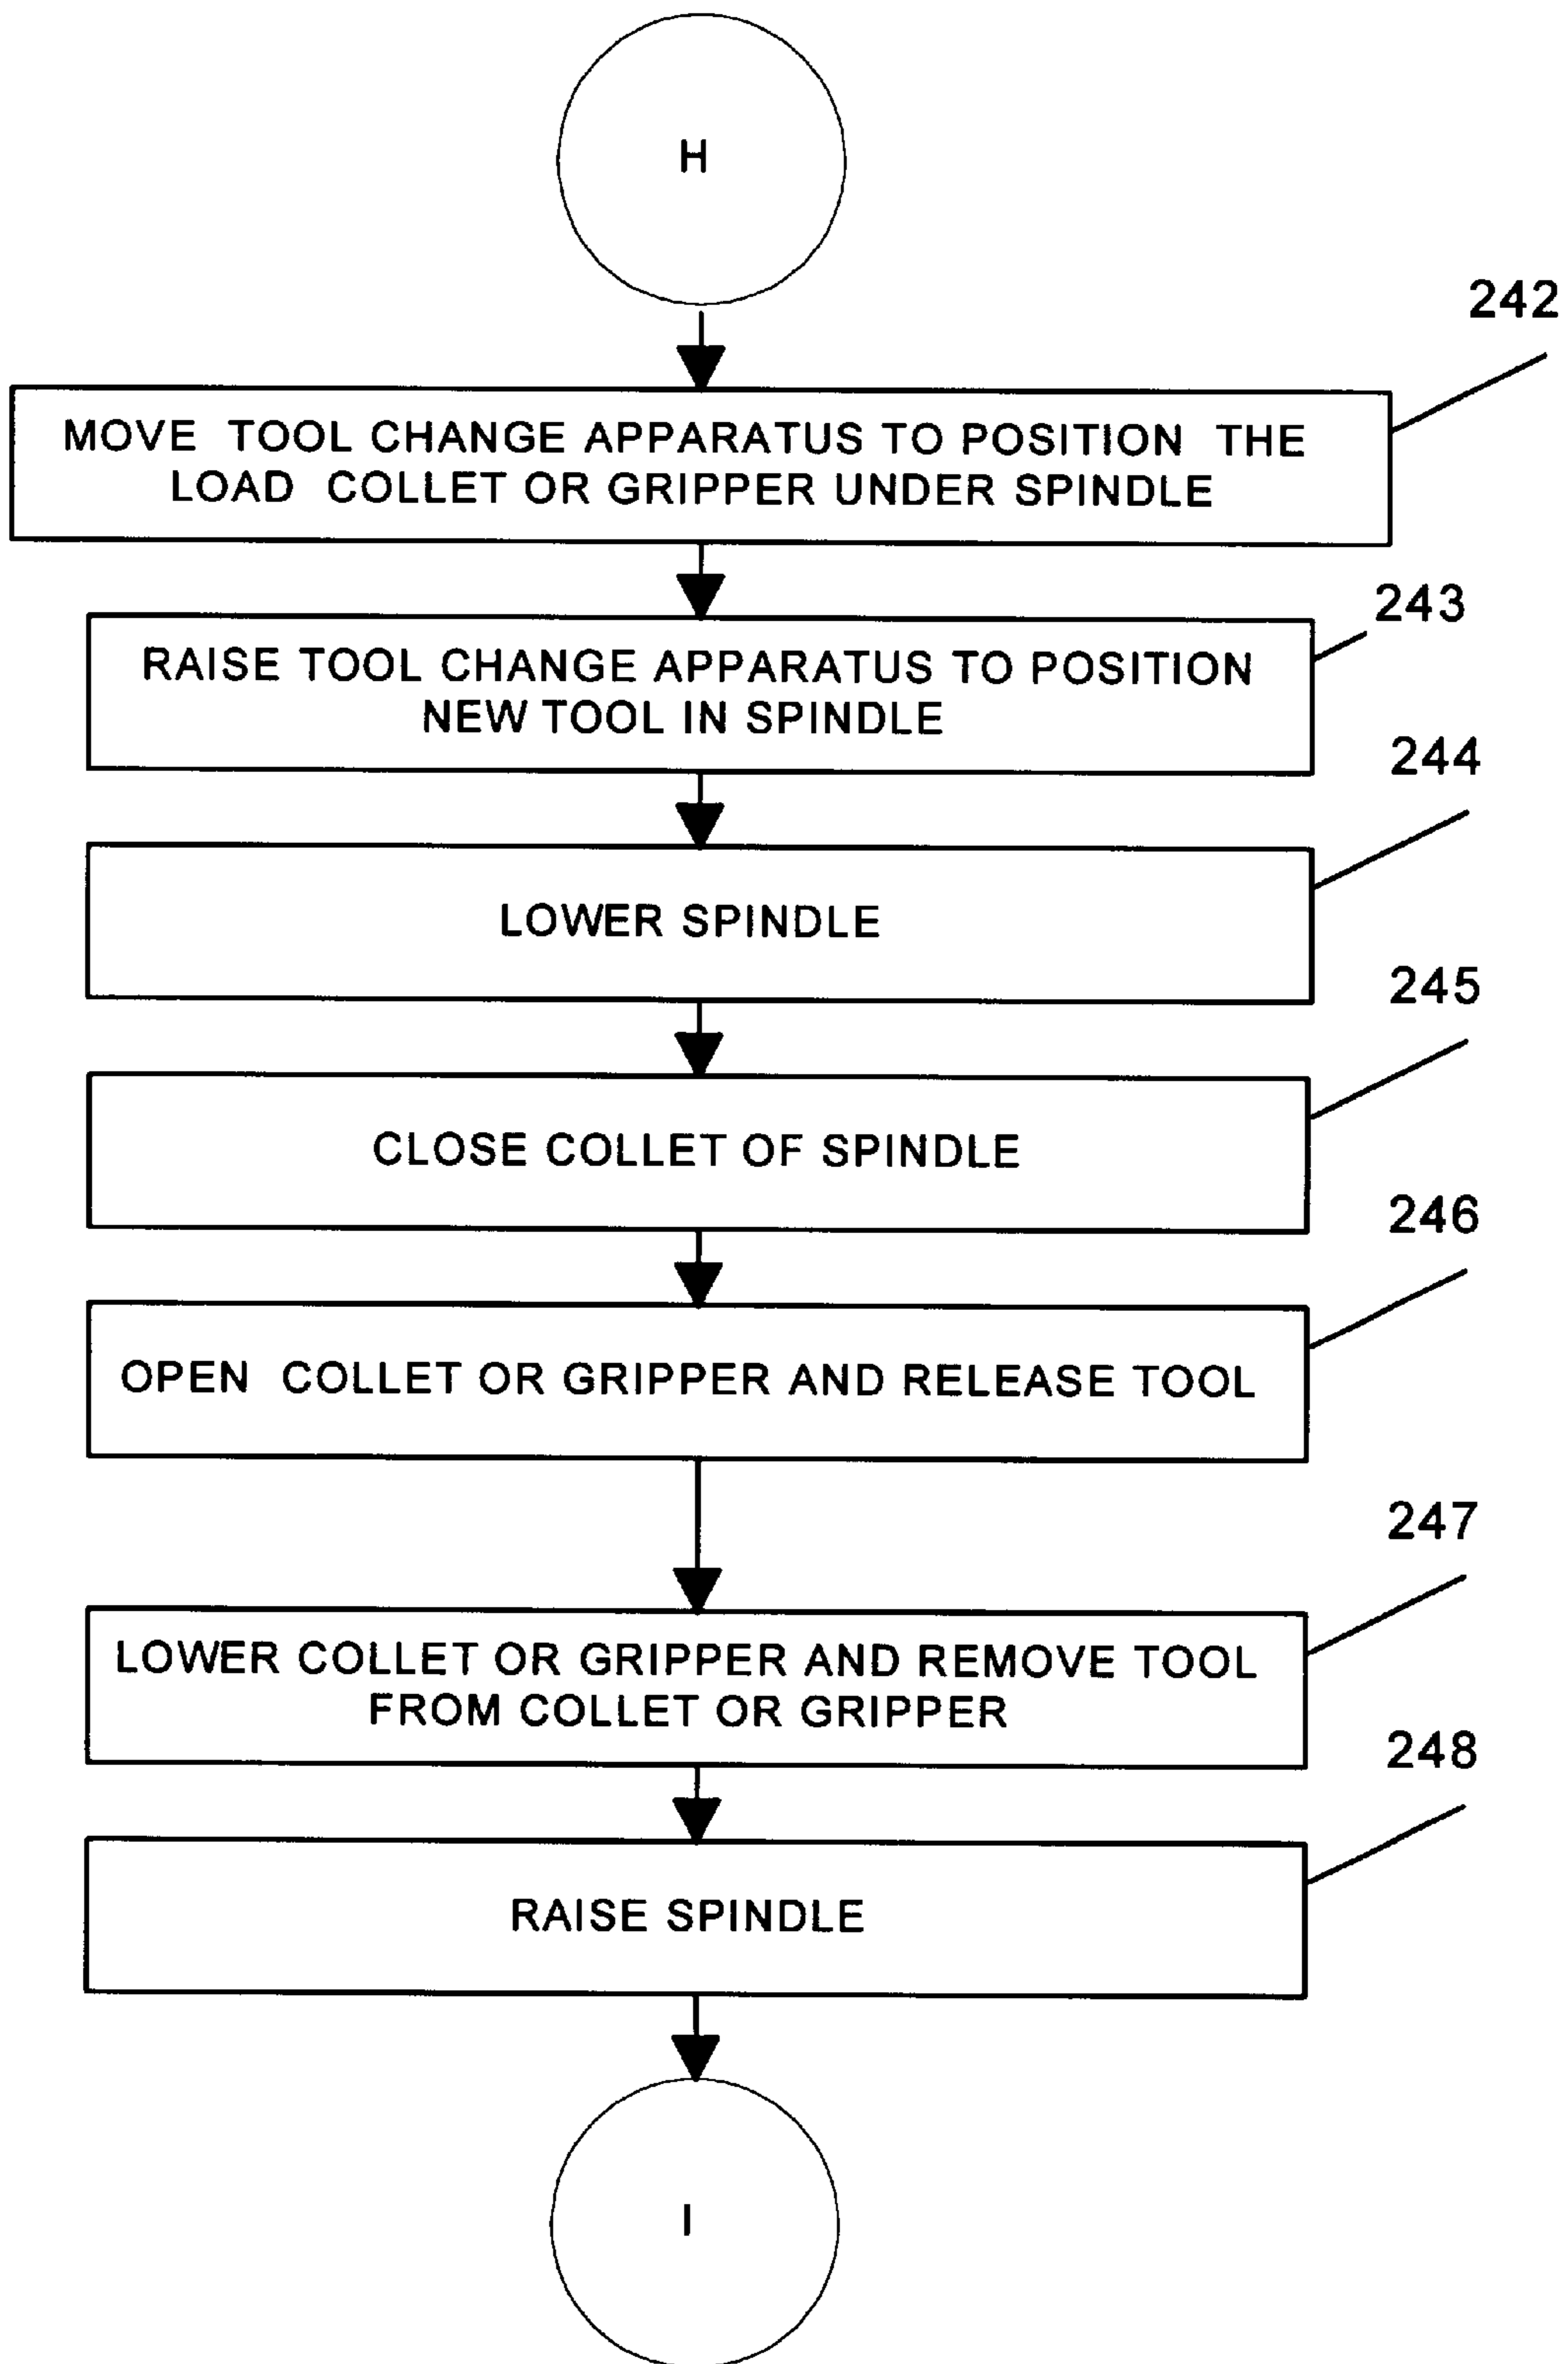 H
242
MOVE TOOL CHANGE APPARATUS TO POSITION THE
LOAD COLLET OR GRIPPER UNDER SPINDLE
243
RAISE TOOL CHANGE APPARATUS TO POSITION
NEW TOOL IN SPINDLE
244
LOWER SPINDLE
245
CLOSE COLLET OF SPINDLE
246
OPEN COLLET OR GRIPPER AND RELEASE TOOL
247
LOWER COLLET OR GRIPPER AND REMOVE TOOL
FROM COLLET OR GRIPPER
248
RAISE SPINDLE
I